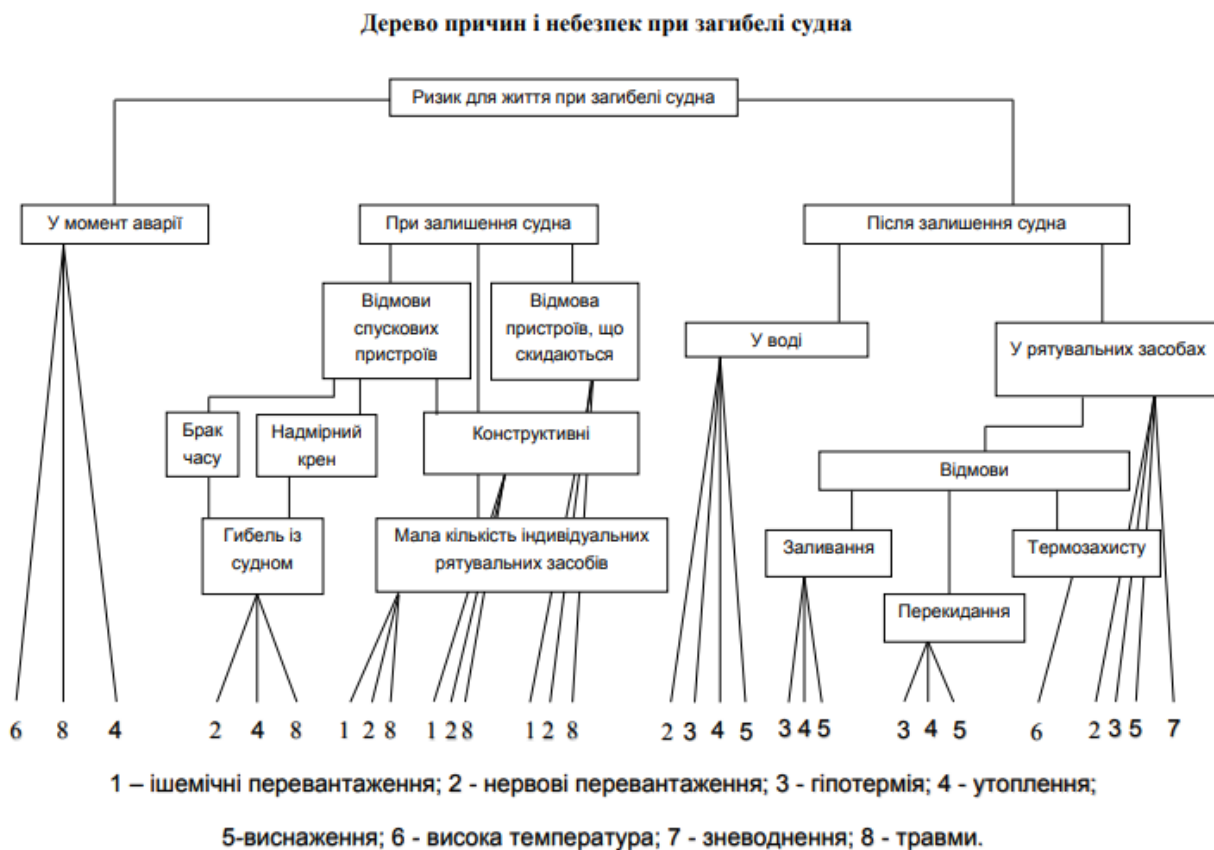 Дерево причин і небезпек при загибелі судна
Ризик для життя при загибелі судна
У момент аварії
При залишення судна
Після залишення судна
Відмови
спускових
пристроїв
Відмова
пристроїв, що
скидаються
У воді
У рятувальних засобах
Брак
часу
Надмірний
крен
Конструктивні
Відмови
Гибель із
судном
Мала кількість індивідуальних
рятувальних засобів
Заливання
Термозахисту
Перекидання
6 8 4 2 4 8 1 2 8 1 2 8 1 2 8 2 3 4 5 3 4 5 3 4 5 6 2 3 5 7
1 – ішемічні перевантаження; 2 - нервові перевантаження; 3 - гіпотермія; 4 - утоплення;
5-виснаження; 6 - висока температура; 7 - зневоднення; 8 - травми.